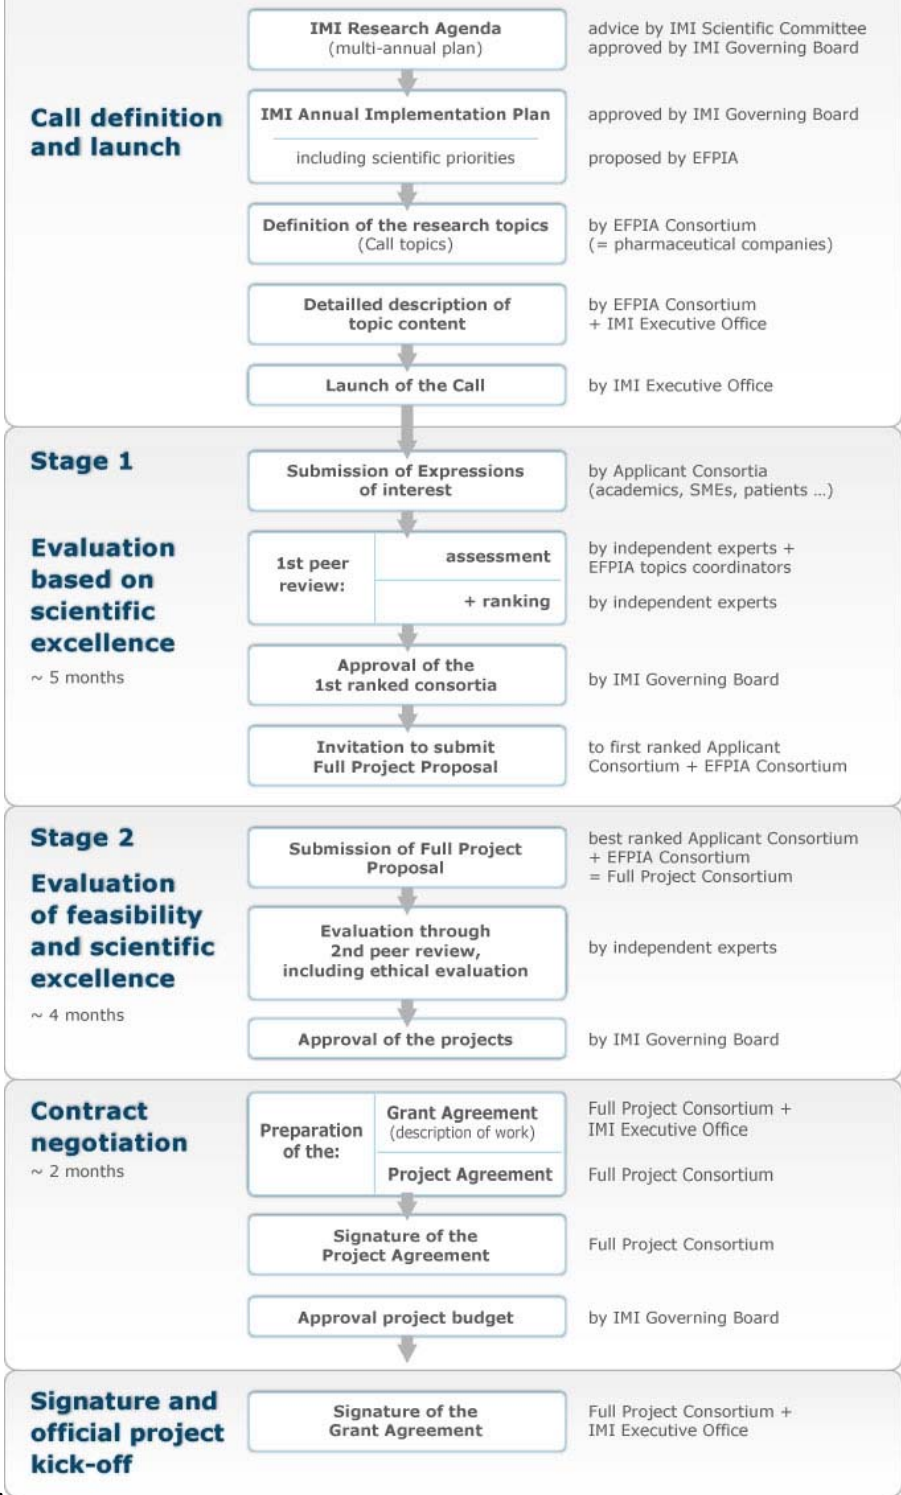 IMI Research Agenda
(multi-annual plan)
advice by IMI Scientific Committee
approved by IMI Governing Board
Call definition
and launch
IMI Annual Implementation Plan
approved by IMI Governing Board
including scientific priorities
proposed by EFPIA
Definition of the research topics
(Call topics)
by EFPIA Consortium
(= pharmaceutical companies)
Detailled description of
topic content
by EFPIA Consortium
+ IMI Executive Office
Launch of the Call
by IMI Executive Office
Stage 1
Evaluation
based on
scientific
excellence
~ 5 months
Submission of Expressions
of interest
by Applicant Consortia
(academics, SMEs, patients ...)
1st peer
review:
assessment
by independent experts +
EFPIA topics coordinators
+ ranking
by independent experts
Approval of the
1st ranked consortia
by IMI Governing Board
Invitation to submit
Full Project Proposal
to first ranked Applicant
Consortium + EFPIA Consortium
Stage 2
Evaluation
of feasibility
and scientific
excellence
~ 4 months
Submission of Full Project
Proposal
best ranked Applicant Consortium
+ EFPIA Consortium
= Full Project Consortium
Evaluation through
2nd peer review,
including ethical evaluation
by independent experts
Approval of the projects
by IMI Governing Board
Contract
negotiation
~ 2 months
Preparation
of the:
Grant Agreement
(description of work)
Full Project Consortium +
IMI Executive Office
Project Agreement
Full Project Consortium
Signature of the
Project Agreement
Full Project Consortium
Approval project budget
by IMI Governing Board
Signature and
official project
kick-off
Signature of the
Grant Agreement
Full Project Consortium +
IMI Executive Office